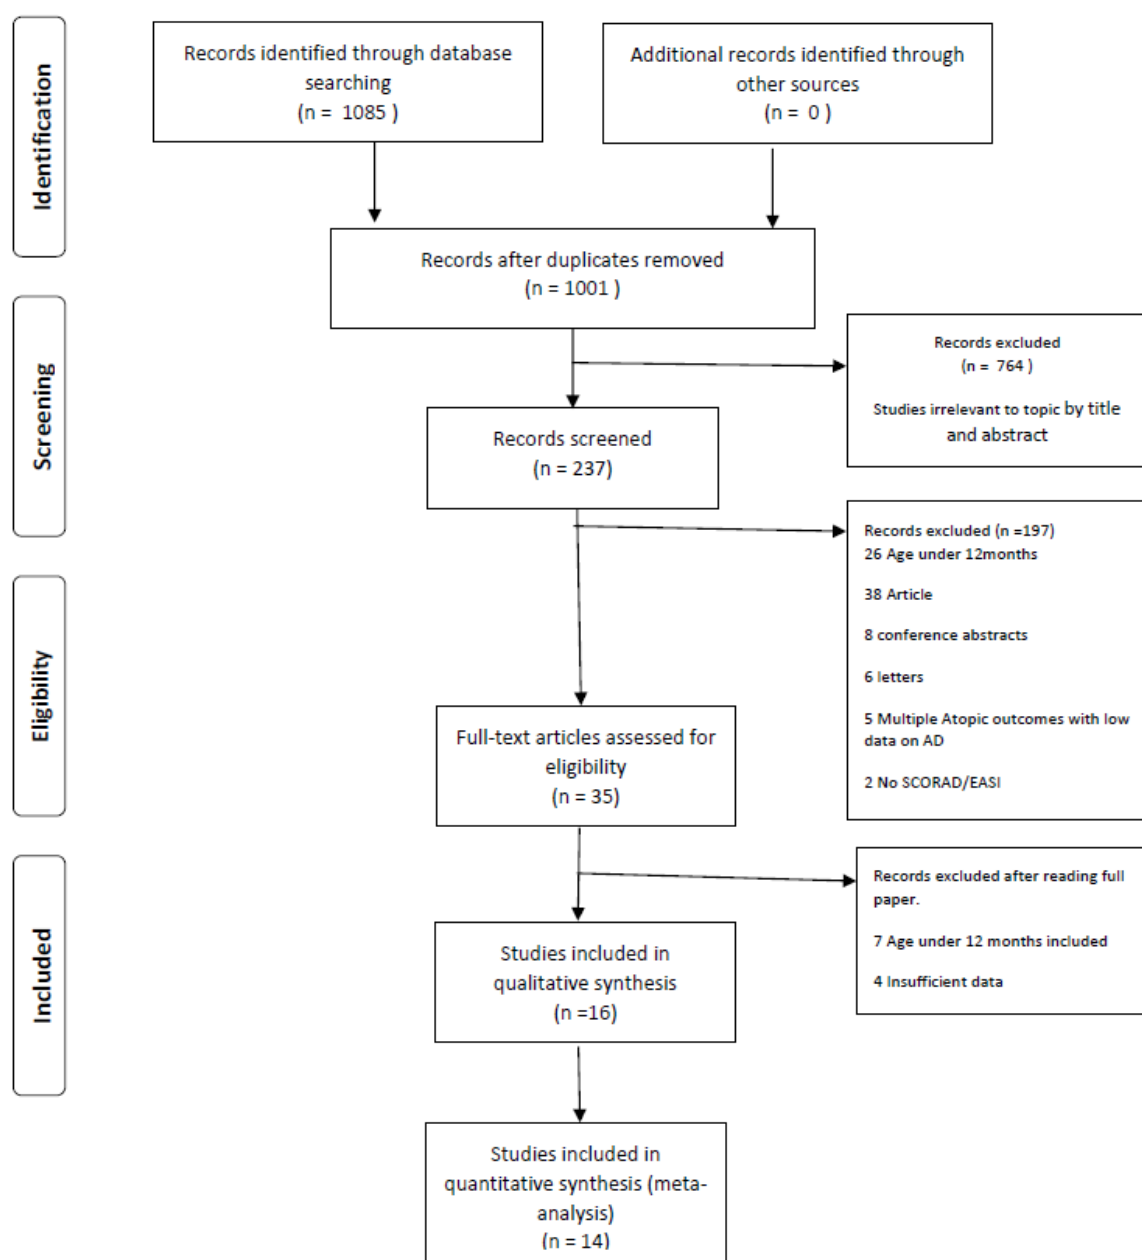 Identification
Records identified through database
searching
(n = 1085 )
Additional records identified through
other sources
(n = 0 )
Records after duplicates removed
(n = 1001 )
Screening
Records excluded
(n = 764 )
Studies irrelevant to topic by title
and abstract
Records screened
(n = 237)
Records excluded (n =197)
26 Age under 12months
38 Article
8 conference abstracts
6 letters
5 Multiple Atopic outcomes with low
data on AD
2 No SCORAD/EASI
Eligibility
Full-text articles assessed for
eligibility
(n = 35)
Records excluded after reading full
paper.
7 Age under 12 months included
4 Insufficient data
Included
Studies included in
qualitative synthesis
(n =16)
Studies included in
quantitative synthesis (meta-
analysis)
(n = 14)